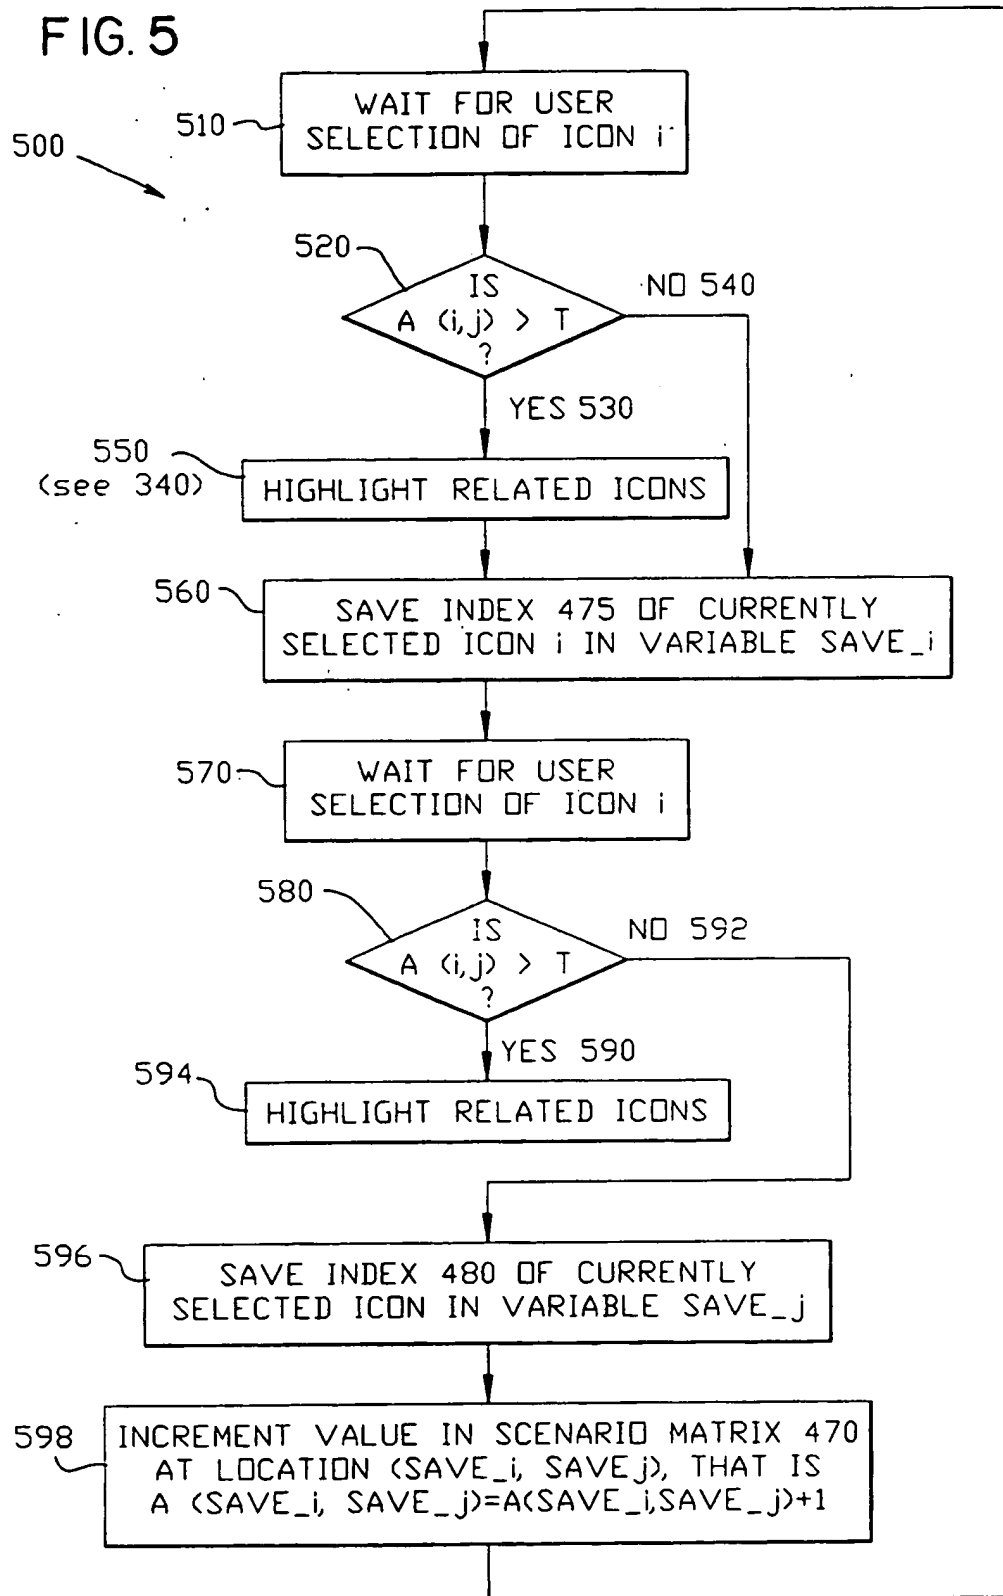 FIG. 5
500
510
WAIT FOR USER
SELECTION OF ICON i
520
IS
A (i,j) > T
?
NO 540
YES 530
550
(see 340)
HIGHLIGHT RELATED ICONS
560
SAVE INDEX 475 OF CURRENTLY
SELECTED ICON i IN VARIABLE SAVE_i
570
WAIT FOR USER
SELECTION OF ICON i
580
IS
A (i,j) > T
?
NO 592
YES 590
594
HIGHLIGHT RELATED ICONS
596
SAVE INDEX 480 OF CURRENTLY
SELECTED ICON IN VARIABLE SAVE_j
598
INCREMENT VALUE IN SCENARIO MATRIX 470
AT LOCATION (SAVE_i, SAVEj), THAT IS
A (SAVE_i, SAVE_j)=A(SAVE_i,SAVE_j)+1